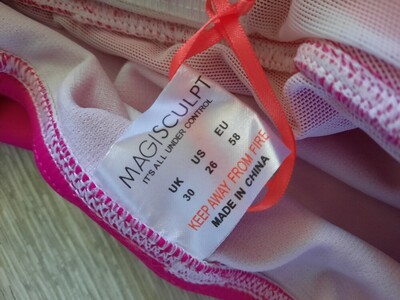 MAGISCULPT
IT'S ALL UNDER CONTROL
UK US EU
30 26 58
KEEP AWAY FROM FIRE
MADE IN CHINA